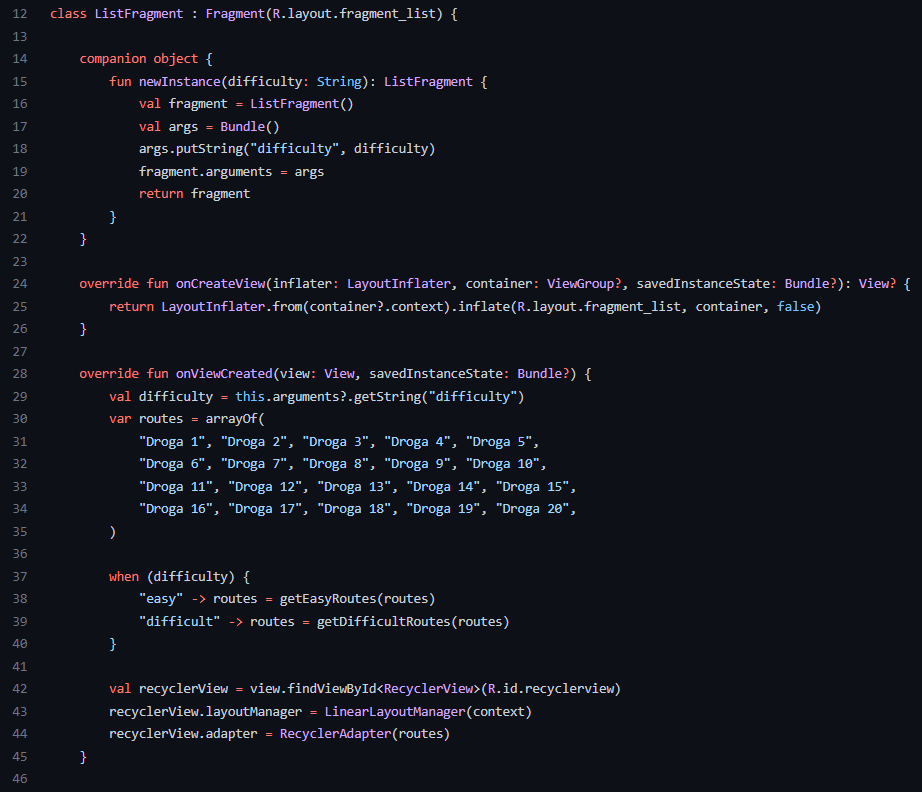 12 class ListFragment : Fragment(R.layout.fragment_list) {
13
14     companion object {
15         fun newInstance(difficulty: String): ListFragment {
16             val fragment = ListFragment()
17             val args = Bundle()
18             args.putString("difficulty", difficulty)
19             fragment.arguments = args
20             return fragment
21         }
22     }
23
24     override fun onCreateView(inflater: LayoutInflater, container: ViewGroup?, savedInstanceState: Bundle?): View? {
25         return LayoutInflater.from(container?.context).inflate(R.layout.fragment_list, container, false)
26     }
27
28     override fun onViewCreated(view: View, savedInstanceState: Bundle?) {
29         val difficulty = this.arguments?.getString("difficulty")
30         var routes = arrayOf(
31             "Droga 1", "Droga 2", "Droga 3", "Droga 4", "Droga 5",
32             "Droga 6", "Droga 7", "Droga 8", "Droga 9", "Droga 10",
33             "Droga 11", "Droga 12", "Droga 13", "Droga 14", "Droga 15",
34             "Droga 16", "Droga 17", "Droga 18", "Droga 19", "Droga 20",
35         )
36
37         when (difficulty) {
38             "easy" -> routes = getEasyRoutes(routes)
39             "difficult" -> routes = getDifficultRoutes(routes)
40         }
41
42         val recyclerView = view.findViewById<RecyclerView>(R.id.recyclerview)
43         recyclerView.layoutManager = LinearLayoutManager(context)
44         recyclerView.adapter = RecyclerAdapter(routes)
45     }
46